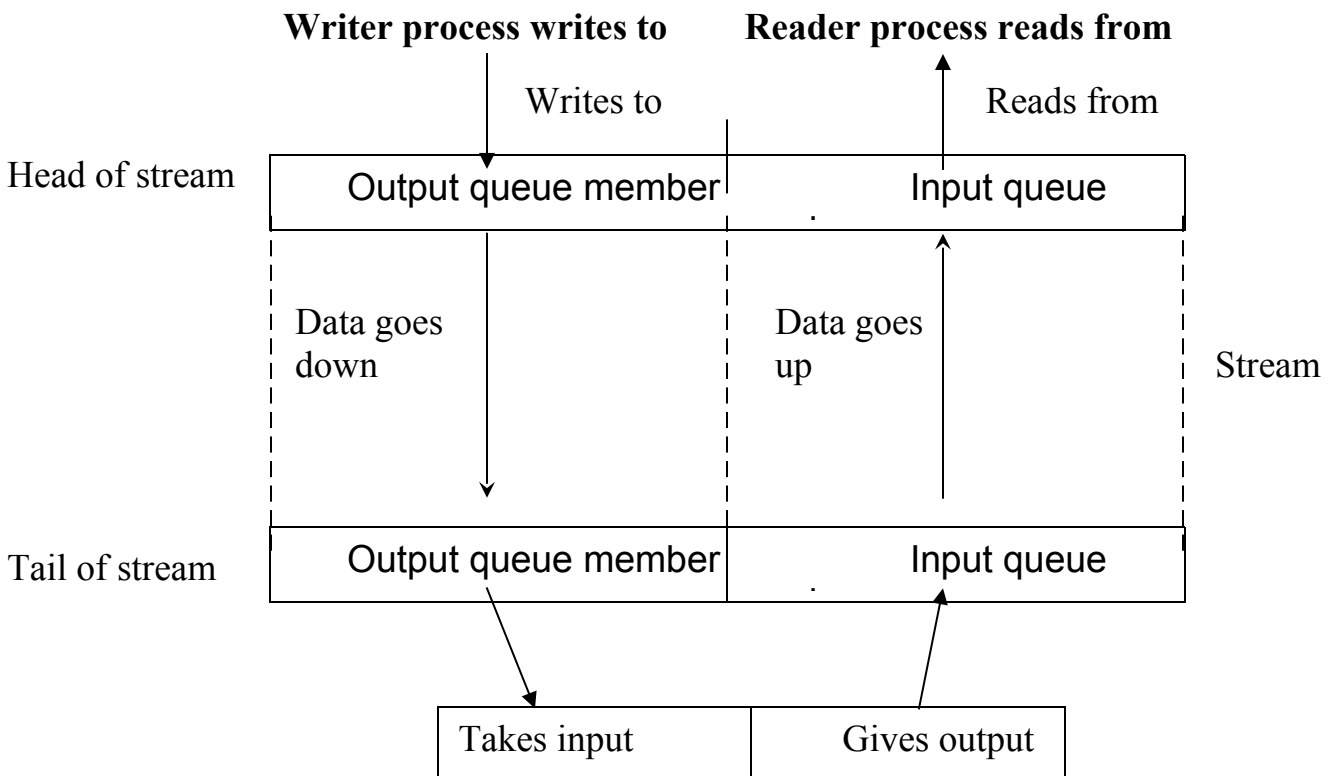 Writer process writes to Reader process reads from
Writes to Reads from
Head of stream Output queue member Input queue
.
Data goes down Data goes up
Stream
Tail of stream Output queue member Input queue
.
Takes input Gives output